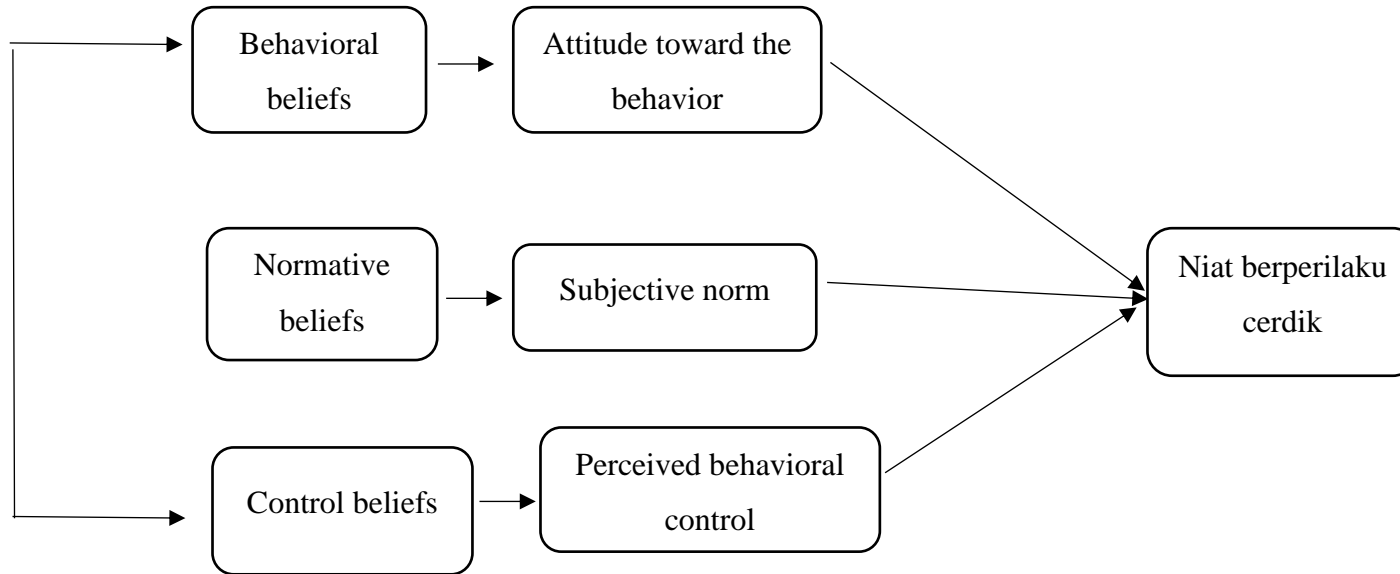 Behavioral
beliefs
Attitude toward the
behavior
Normative
beliefs
Subjective norm
Niat berperilaku
cerdik
Control beliefs
Perceived behavioral
control